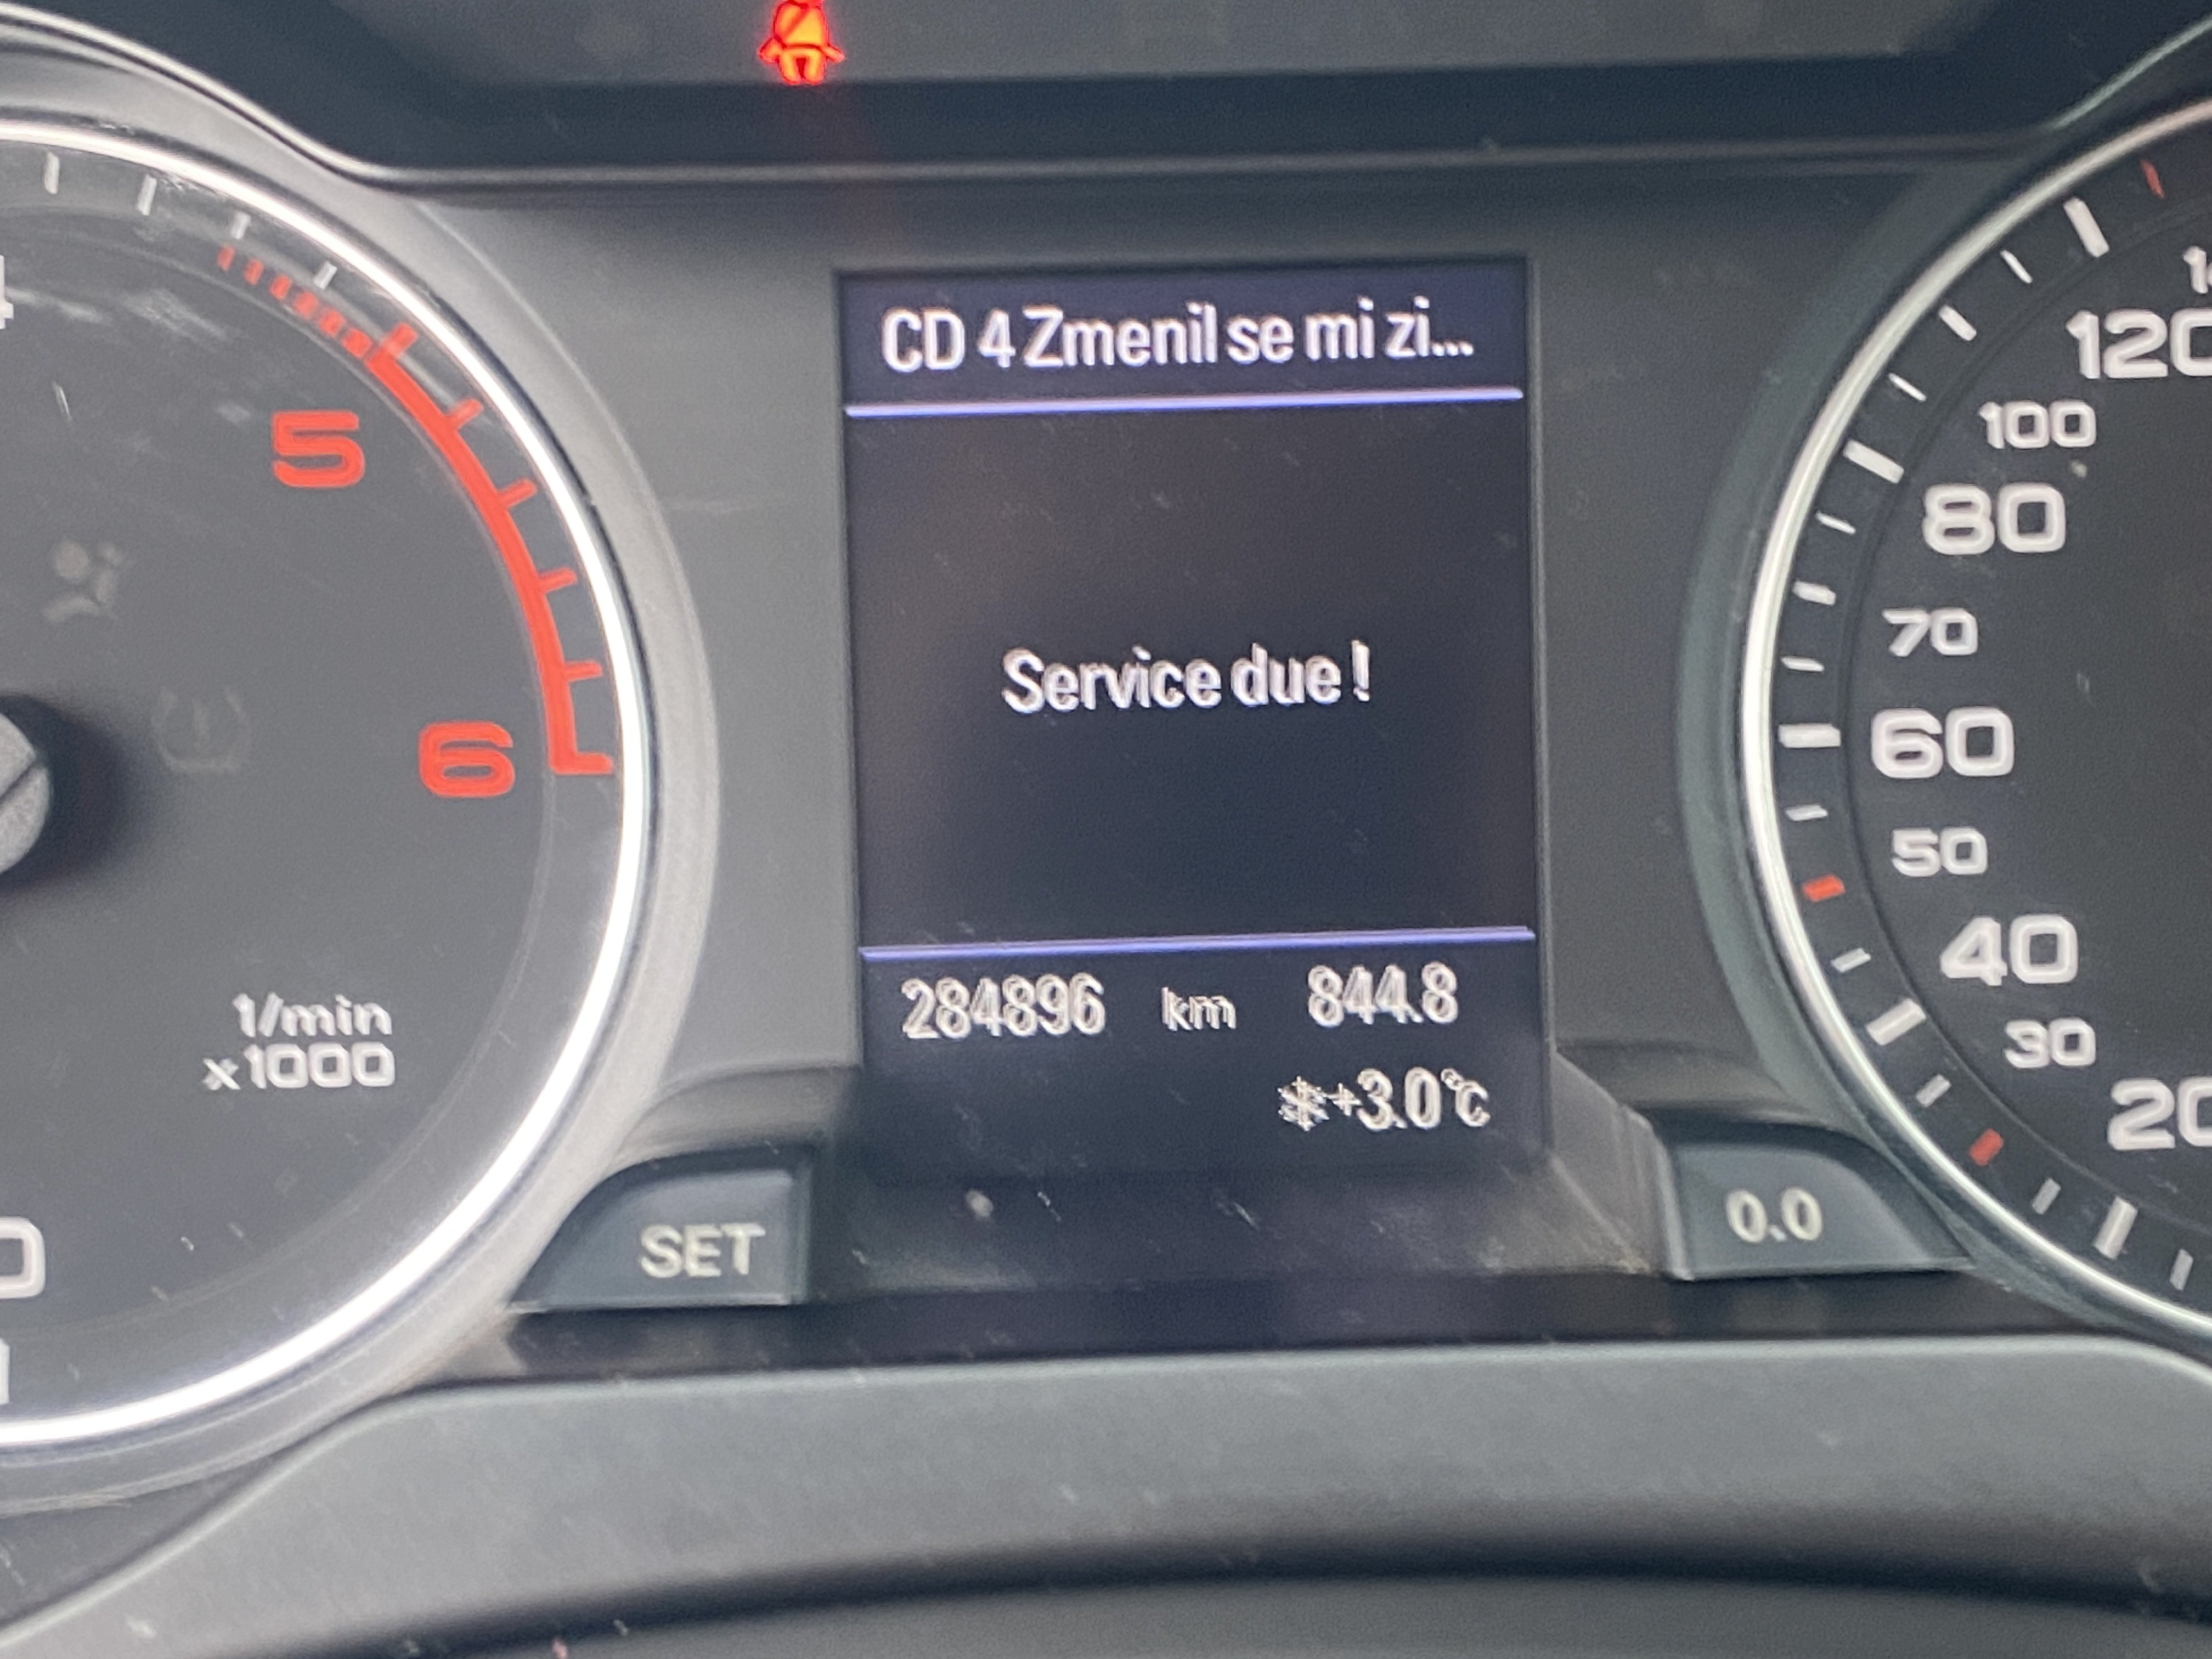 CD 4 Zmenil se mi zi...
Service due !
284896 km 844.8
+3.0°C
5
6
1/min
x1000
SET
0.0
120
100
80
70
60
50
40
30
20